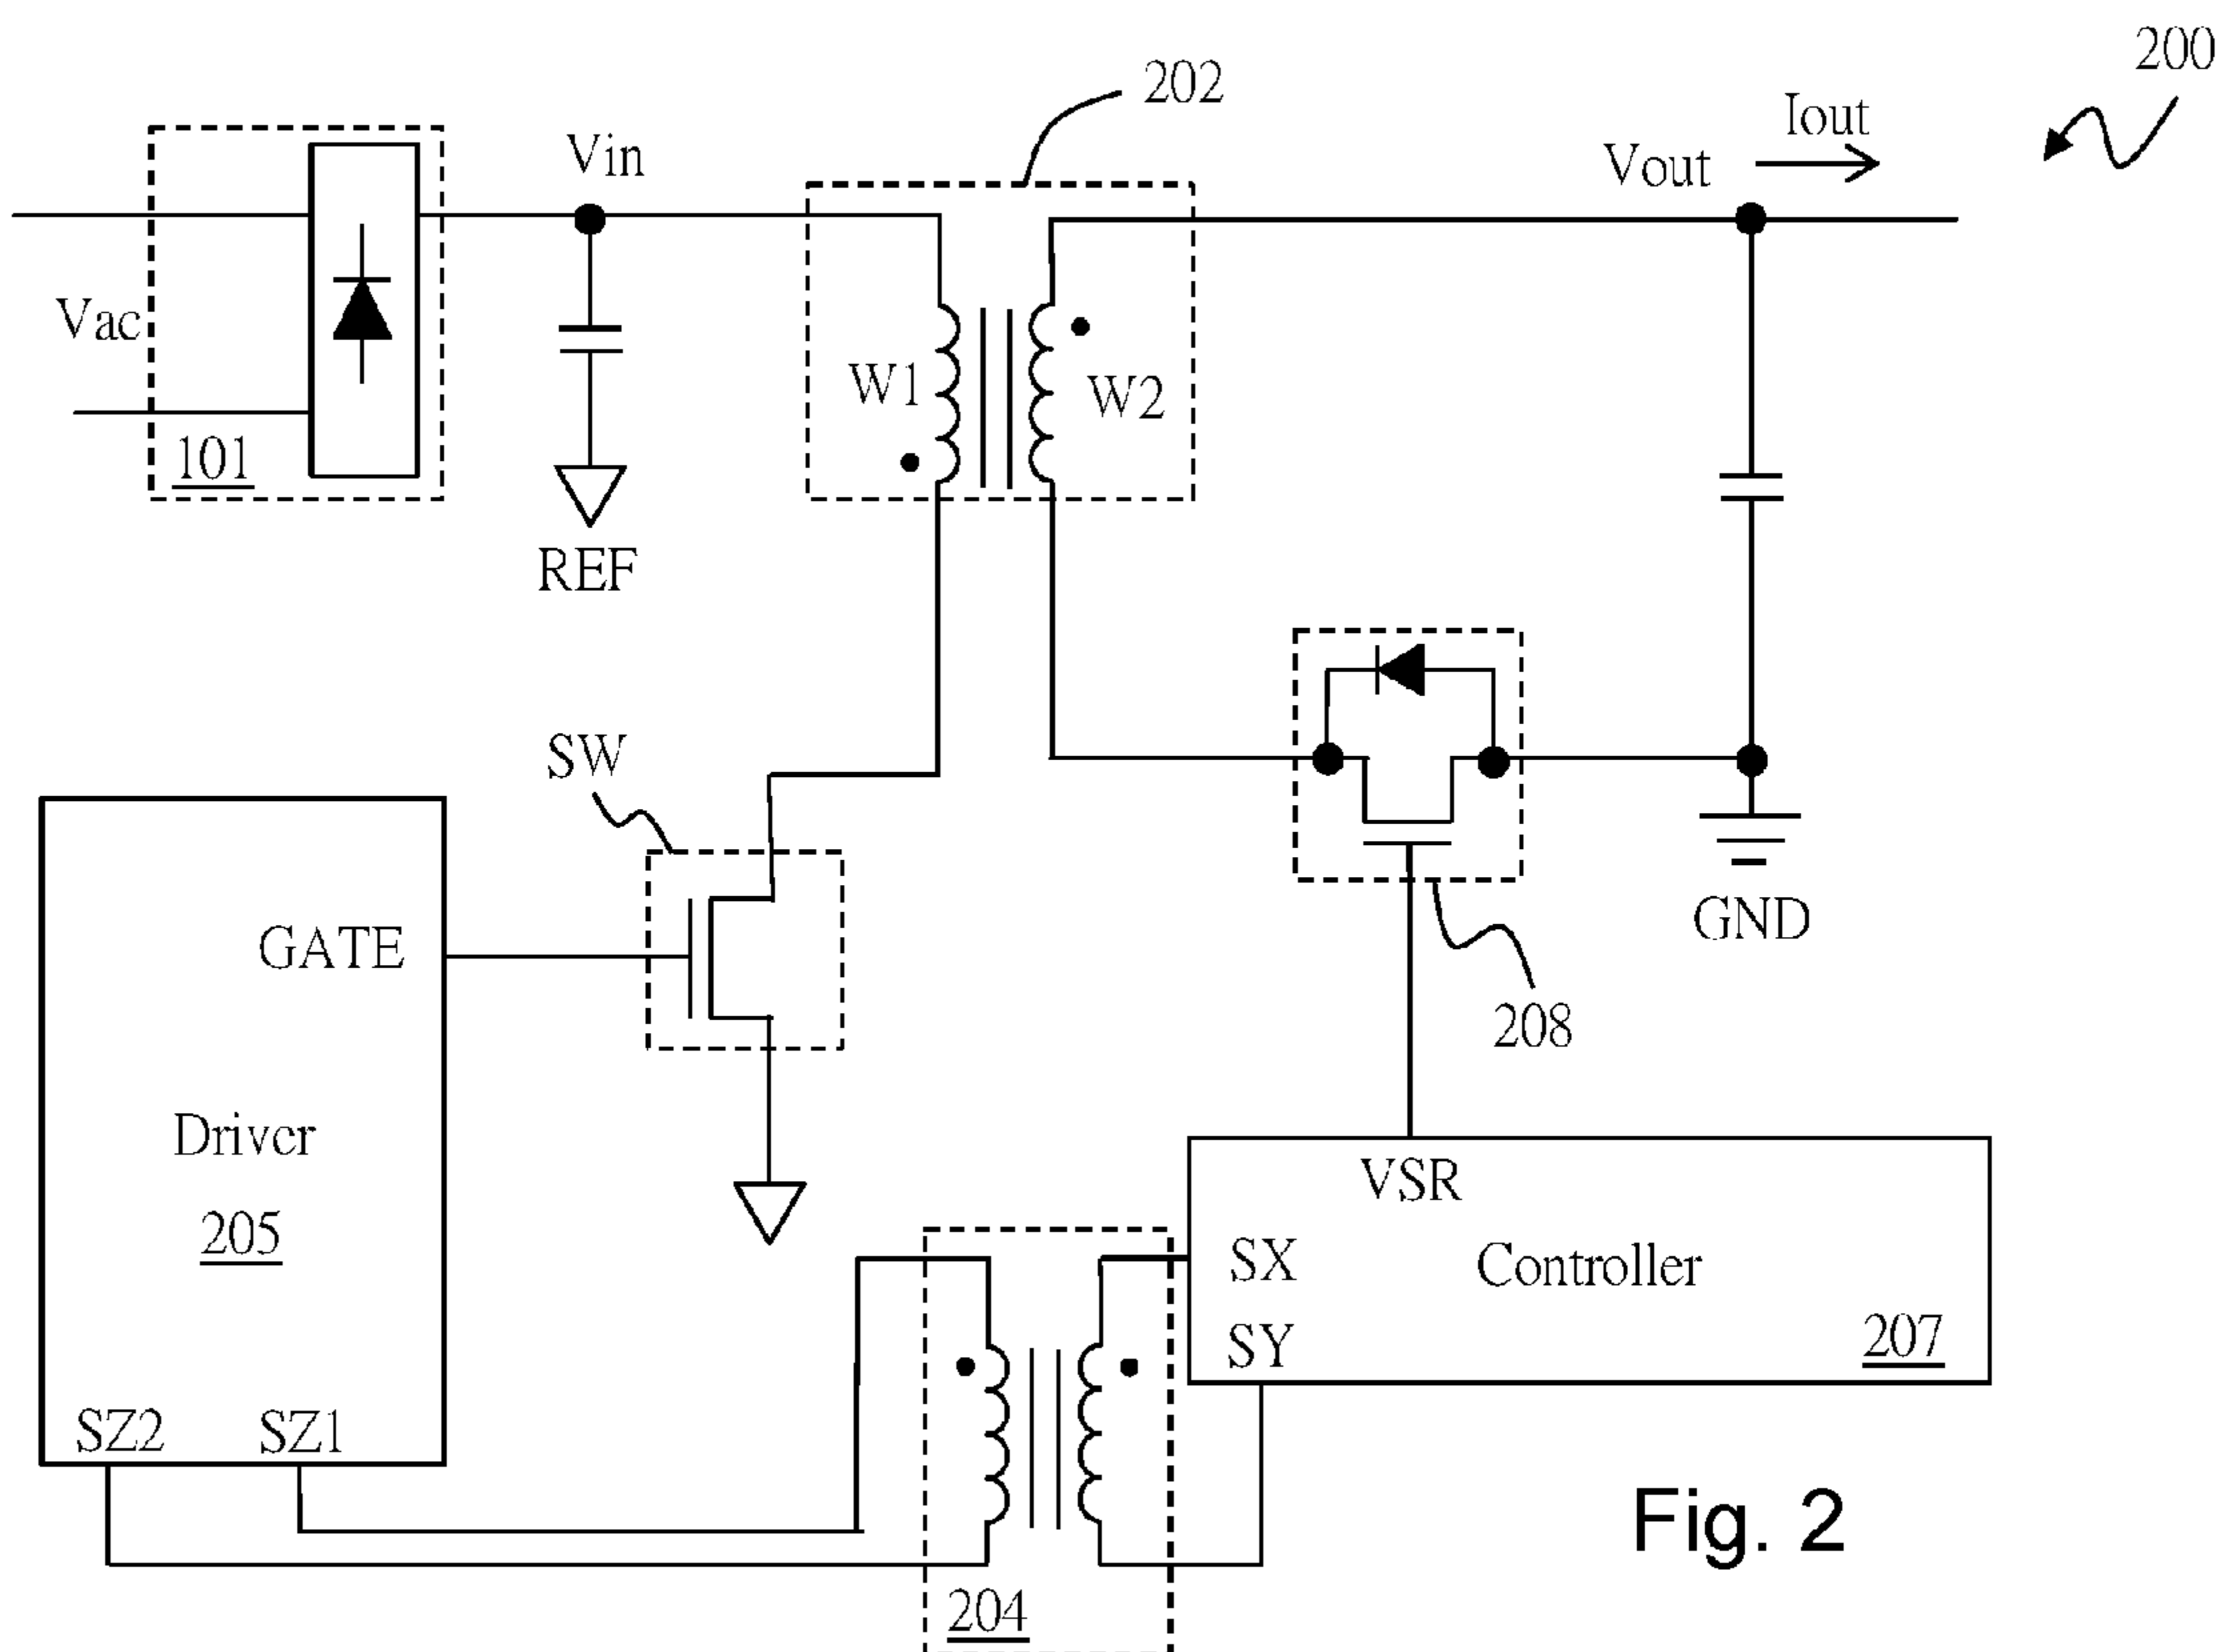 200
202
Iout
Vin
Vout
Vac
W1
W2
101
REF
SW
GATE
GND
208
Driver
VSR
205
SX
Controller
SY
207
SZ2
SZ1
Fig. 2
204